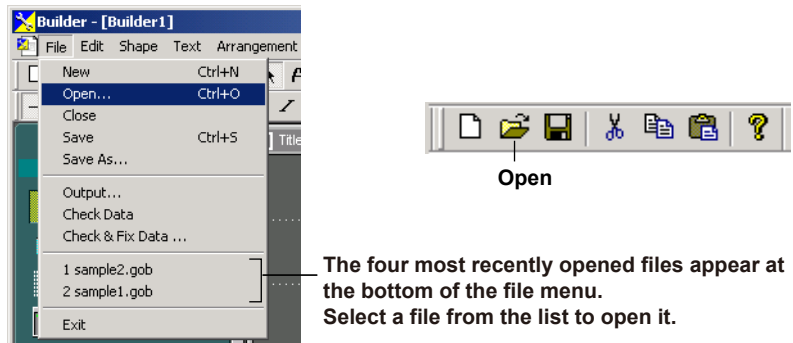 Builder - [Builder1]
File Edit Shape Text Arrangement
New Ctrl+N
Open... Ctrl+O
Close
Save Ctrl+S
Save As...
Title
Output...
Check Data
Check & Fix Data ...
1 sample2.gob
2 sample1.gob
Exit
Open
The four most recently opened files appear at
the bottom of the file menu.
Select a file from the list to open it.